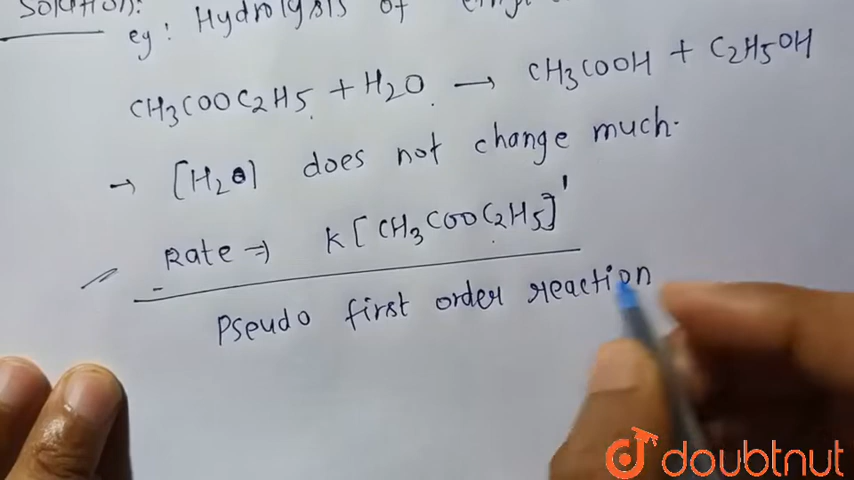 Solution:
eg: Hydrolysis of
CH3COOC2H5 + H2O → CH3COOH + C2H5OH
→ [H2O] does not change much.
Rate ⇒ K[CH3COOC2H5]'
Pseudo first order reaction
doubtnut